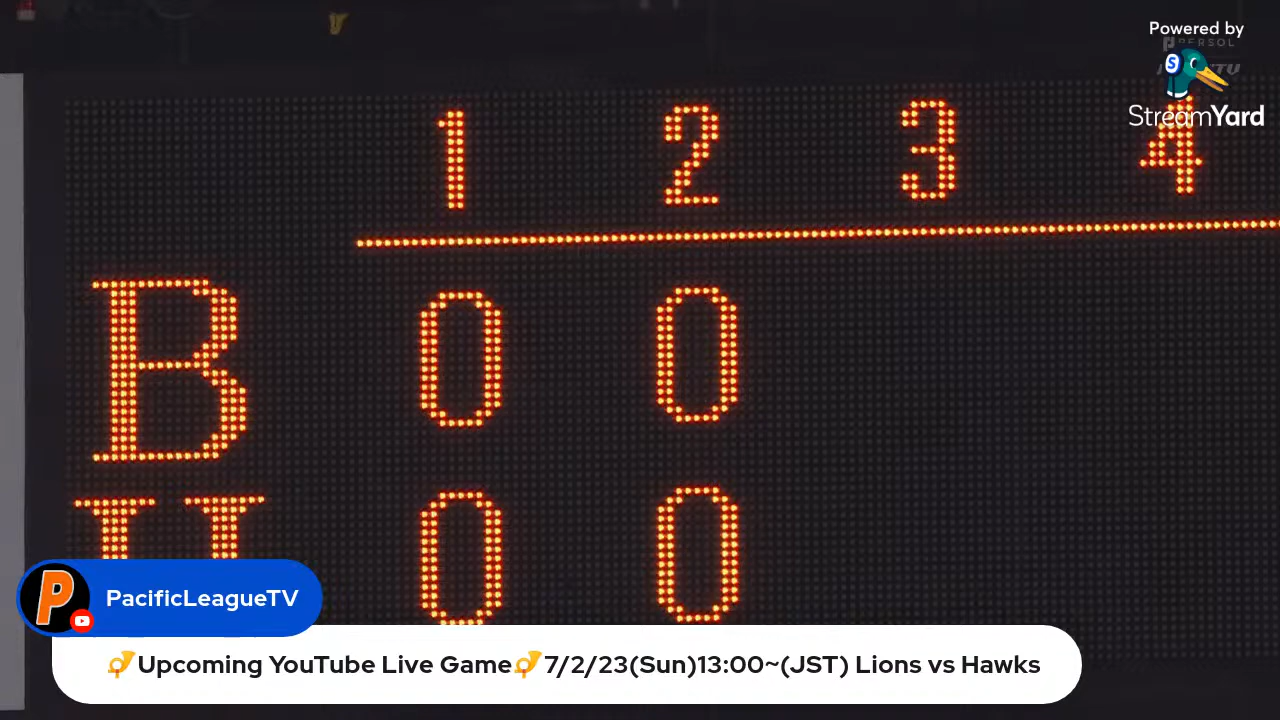 Powered by
PERSOL
StreamYard
1 2 3 4
B 0 0
H 0 0
PacificLeagueTV
Upcoming YouTube Live Game 7/2/23(Sun)13:00~(JST) Lions vs Hawks